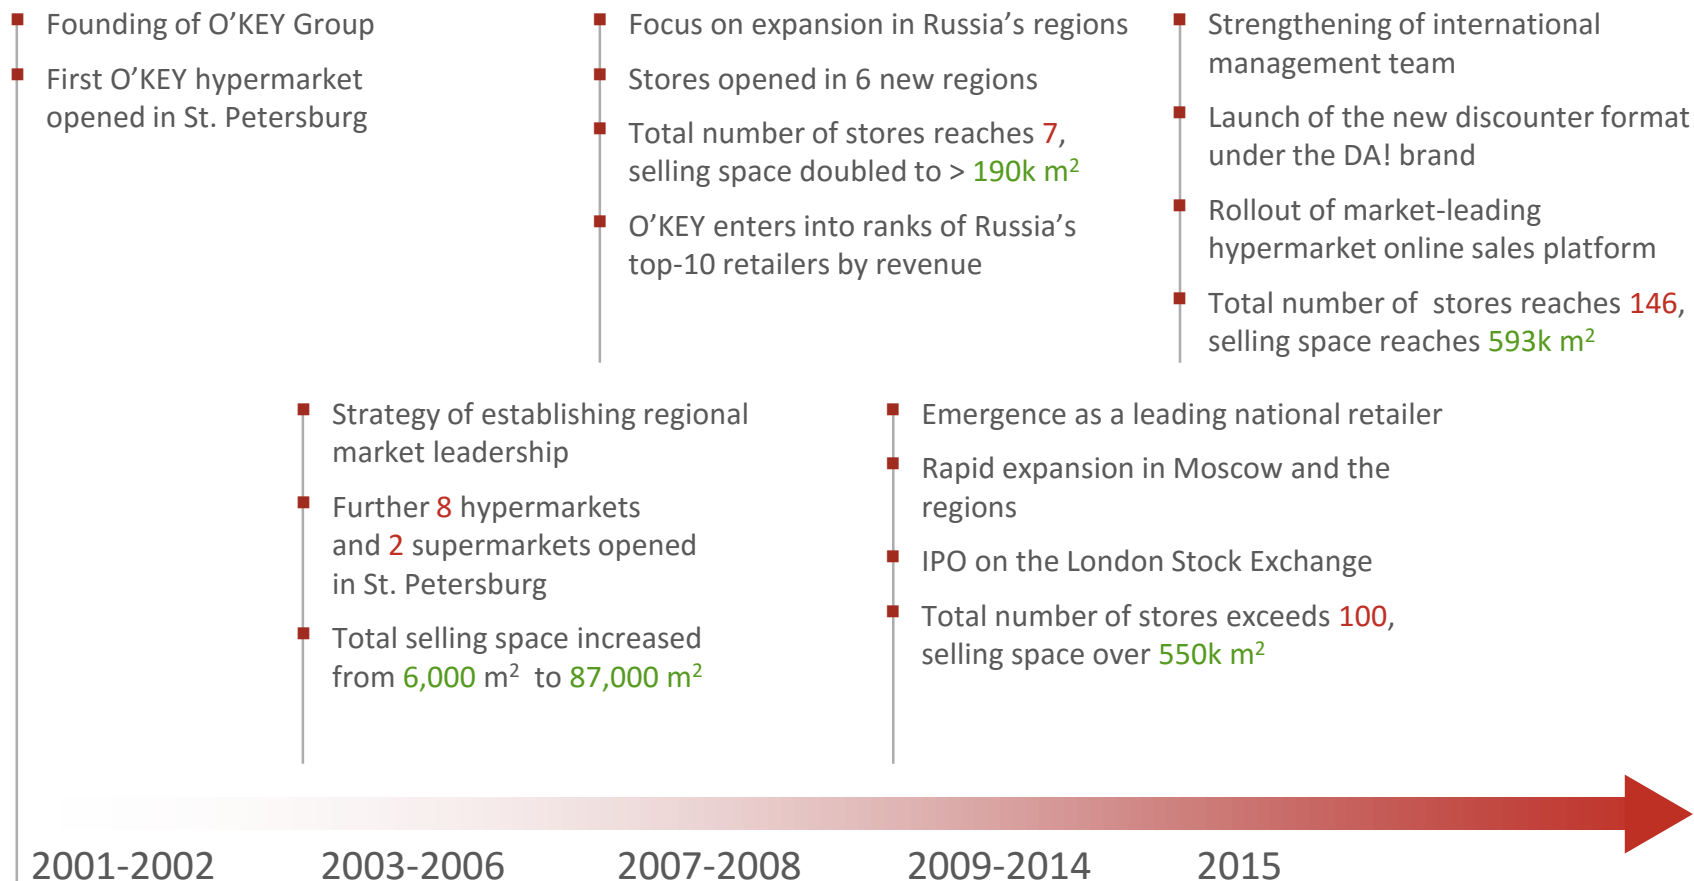 Founding of O’KEY Group
First O’KEY hypermarket
opened in St. Petersburg
Strategy of establishing regional
market leadership
Further 8 hypermarkets
and 2 supermarkets opened
in St. Petersburg
Total selling space increased
from 6,000 m² to 87,000 m²
Focus on expansion in Russia’s regions
Stores opened in 6 new regions
Total number of stores reaches 7,
selling space doubled to > 190k m²
O’KEY enters into ranks of Russia’s
top-10 retailers by revenue
Emergence as a leading national retailer
Rapid expansion in Moscow and the
regions
IPO on the London Stock Exchange
Total number of stores exceeds 100,
selling space over 550k m²
Strengthening of international
management team
Launch of the new discounter format
under the DA! brand
Rollout of market-leading
hypermarket online sales platform
Total number of stores reaches 146,
selling space reaches 593k m²
2001-2002
2003-2006
2007-2008
2009-2014
2015